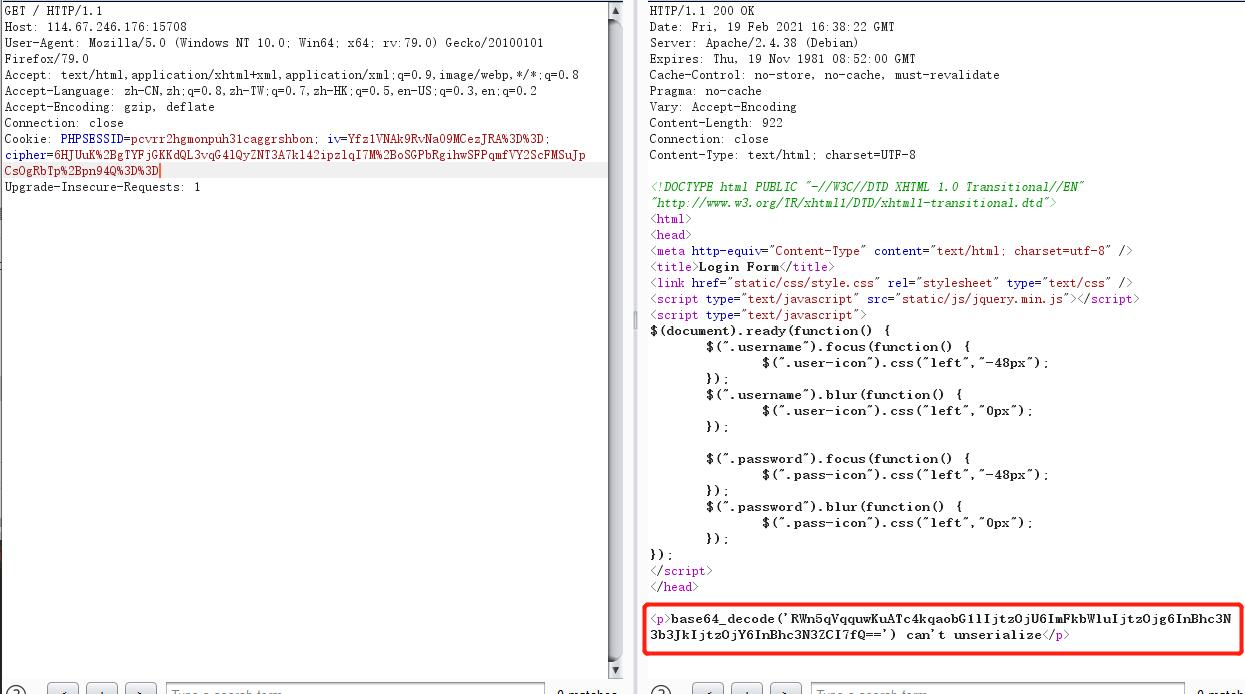 GET / HTTP/1.1
Host: 114.67.246.176:15708
User-Agent: Mozilla/5.0 (Windows NT 10.0; Win64; x64; rv:79.0) Gecko/20100101
Firefox/79.0
Accept: text/html,application/xhtml+xml,application/xml;q=0.9,image/webp,*/*;q=0.8
Accept-Language: zh-CN,zh;q=0.8,zh-TW;q=0.7,zh-HK;q=0.5,en-US;q=0.3,en;q=0.2
Accept-Encoding: gzip, deflate
Connection: close
Cookie: PHPSESSID=pcvrr2hgmonpuh31caggrshbon; iv=Yfz1VNAk9RvNa09MCezJRA%3D%3D;
cipher=6HJUuK%2BgTYFjGKKdQL3vqG4lQyZNT3A7kl42ipzlqI7M%2BoSGPbRgihwSFPqmfVY2ScFMSuJp
CsOgRbTp%2Bpn94Q%3D%3D
Upgrade-Insecure-Requests: 1
HTTP/1.1 200 OK
Date: Fri, 19 Feb 2021 16:38:22 GMT
Server: Apache/2.4.38 (Debian)
Expires: Thu, 19 Nov 1981 08:52:00 GMT
Cache-Control: no-store, no-cache, must-revalidate
Pragma: no-cache
Vary: Accept-Encoding
Content-Length: 922
Connection: close
Content-Type: text/html; charset=UTF-8
<!DOCTYPE html PUBLIC "-//W3C//DTD XHTML 1.0 Transitional//EN"
"http://www.w3.org/TR/xhtml1/DTD/xhtml1-transitional.dtd">
<html>
<head>
<meta http-equiv="Content-Type" content="text/html; charset=utf-8" />
<title>Login Form</title>
<link href="static/css/style.css" rel="stylesheet" type="text/css" />
<script type="text/javascript" src="static/js/jquery.min.js"></script>
<script type="text/javascript">
$(document).ready(function() {
$(".username").focus(function() {
$(".user-icon").css("left","-48px");
});
$(".username").blur(function() {
$(".user-icon").css("left","0px");
});
$(".password").focus(function() {
$(".pass-icon").css("left","-48px");
});
$(".password").blur(function() {
$(".pass-icon").css("left","0px");
});
});
</script>
</head>
<p>base64_decode('RWn5qVqquwKuATc4kqaobG1lIjtzOjU6ImFkbWluIjtzOjg6InBhc3N
3b3JkIjtzOjY6InBhc3N3ZCI7fQ==') can't unserialize</p>